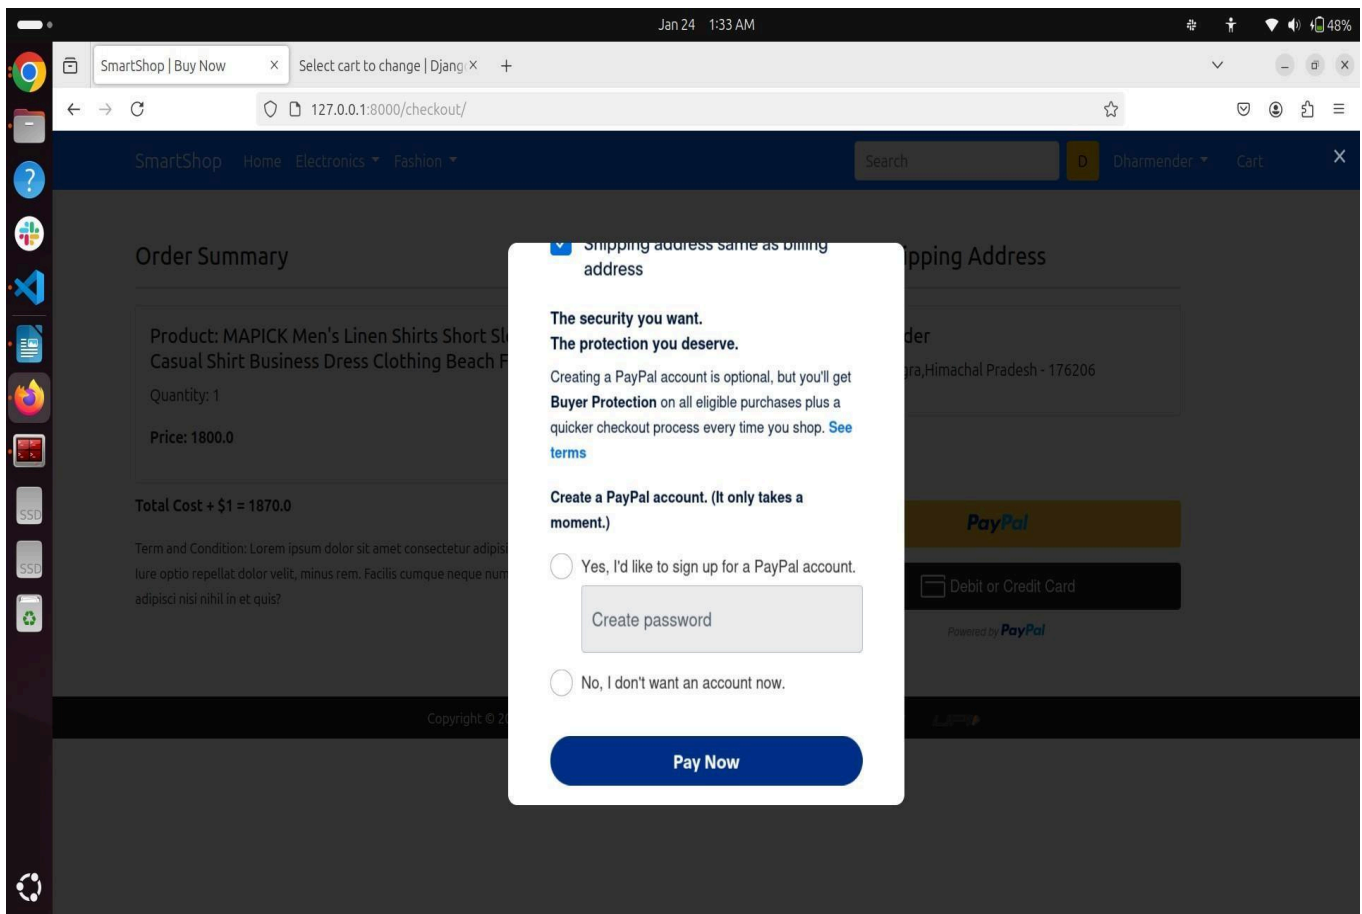 Jan 24 1:33 AM
48%
SmartShop | Buy Now
Select cart to change | Djang
127.0.0.1:8000/checkout/
SmartShop Home Electronics Fashion
Search
D Dharmender Cart
Order Summary
Product: MAPICK Men's Linen Shirts Short
Casual Shirt Business Dress Clothing Beach
Quantity: 1
Price: 1800.0
Total Cost + $1 = 1870.0
Term and Condition: Lorem ipsum dolor sit amet consectetur
Iure optio repellat dolor velit, minus rem. Facilis cumque neque
adipisci nisi nihil in et quis?
Shipping address same as billing
address
The security you want.
The protection you deserve.
Creating a PayPal account is optional, but you'll get
Buyer Protection on all eligible purchases plus a
quicker checkout process every time you shop. See
terms
Create a PayPal account. (It only takes a
moment.)
Yes, I'd like to sign up for a PayPal account.
Create password
No, I don't want an account now.
Pay Now
ipping Address
der
gra,Himachal Pradesh - 176206
PayPal
Debit or Credit Card
Powered by PayPal
Copyright © 20
UPI
SSD
SSD